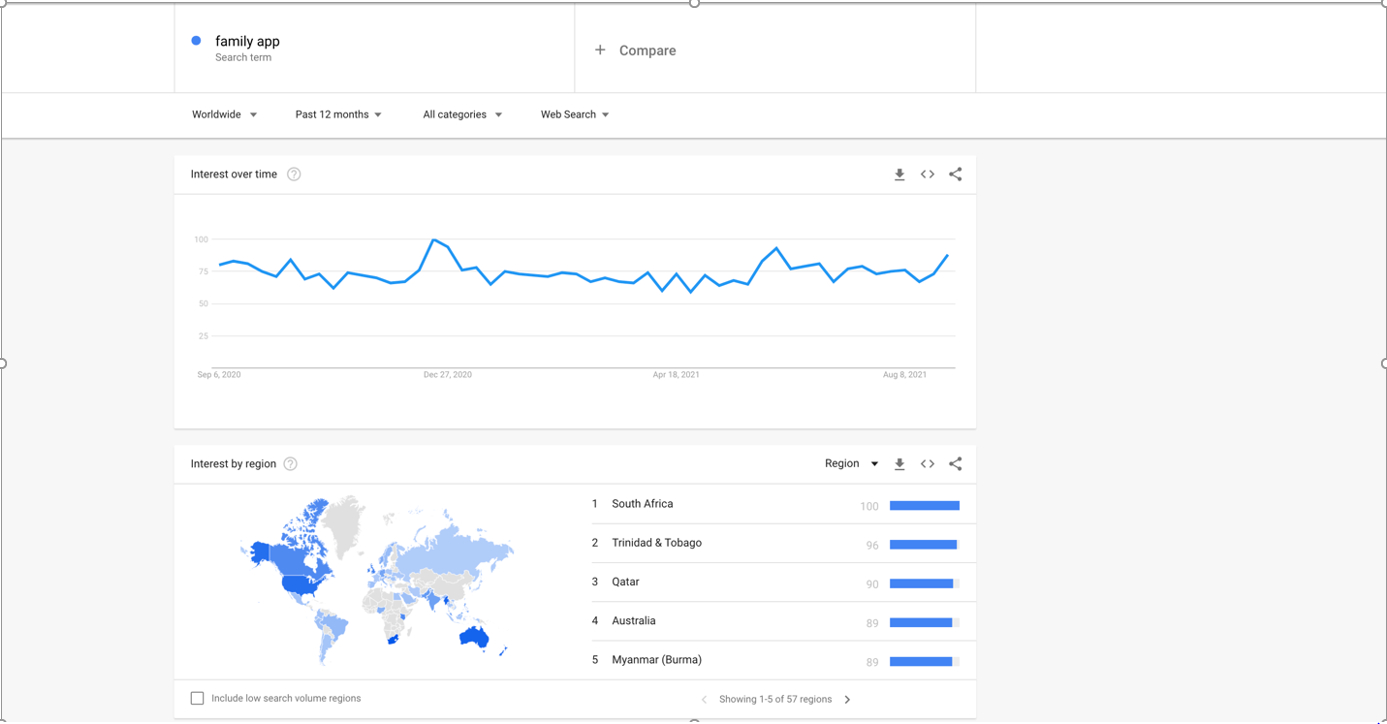 family app
Search term
+ Compare
Worldwide
Past 12 months
All categories
Web Search
Interest over time ?
100
75
50
25
Sep 6, 2020
Dec 27, 2020
Apr 18, 2021
Aug 8, 2021
Interest by region ?
Region
1 South Africa 100
2 Trinidad & Tobago 96
3 Qatar 90
4 Australia 89
5 Myanmar (Burma) 89
Include low search volume regions
Showing 1-5 of 57 regions